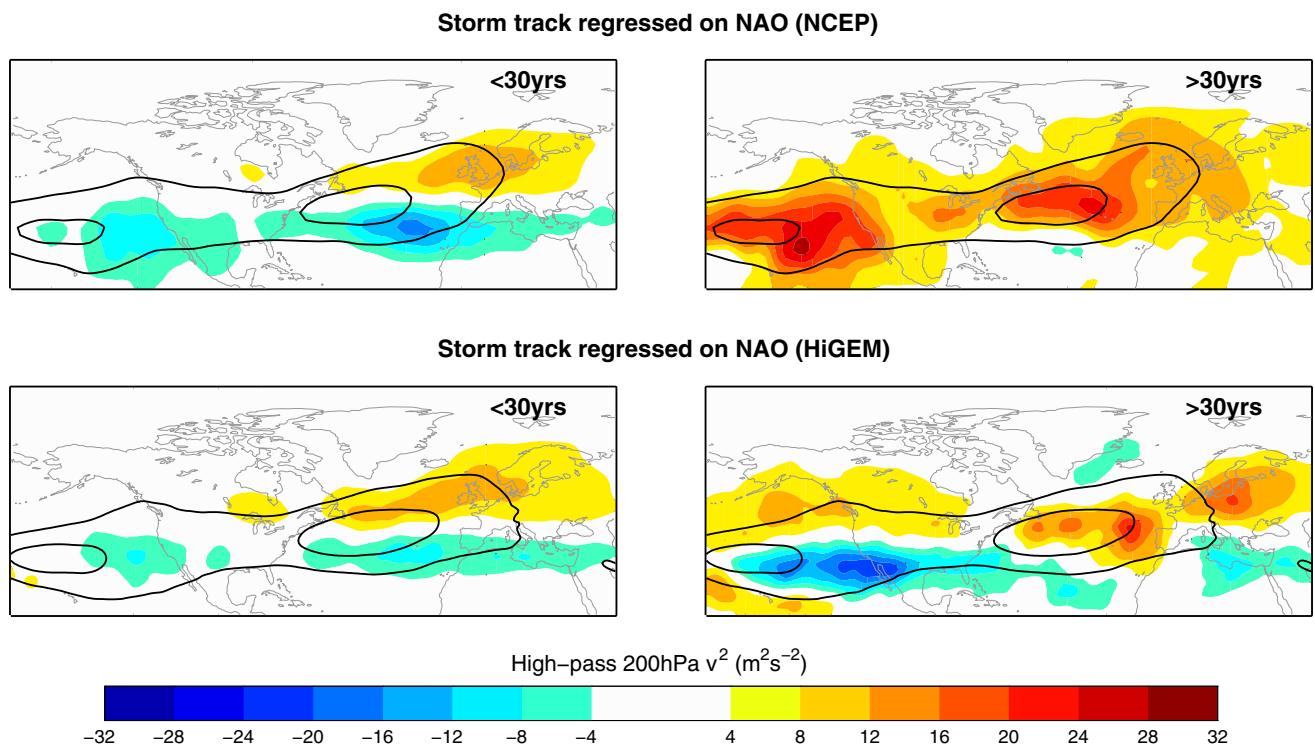 Storm track regressed on NAO (NCEP)
<30yrs
>30yrs
Storm track regressed on NAO (HiGEM)
<30yrs
>30yrs
High−pass 200hPa v² (m²s⁻²)
−32 −28 −24 −20 −16 −12 −8 −4 4 8 12 16 20 24 28 32